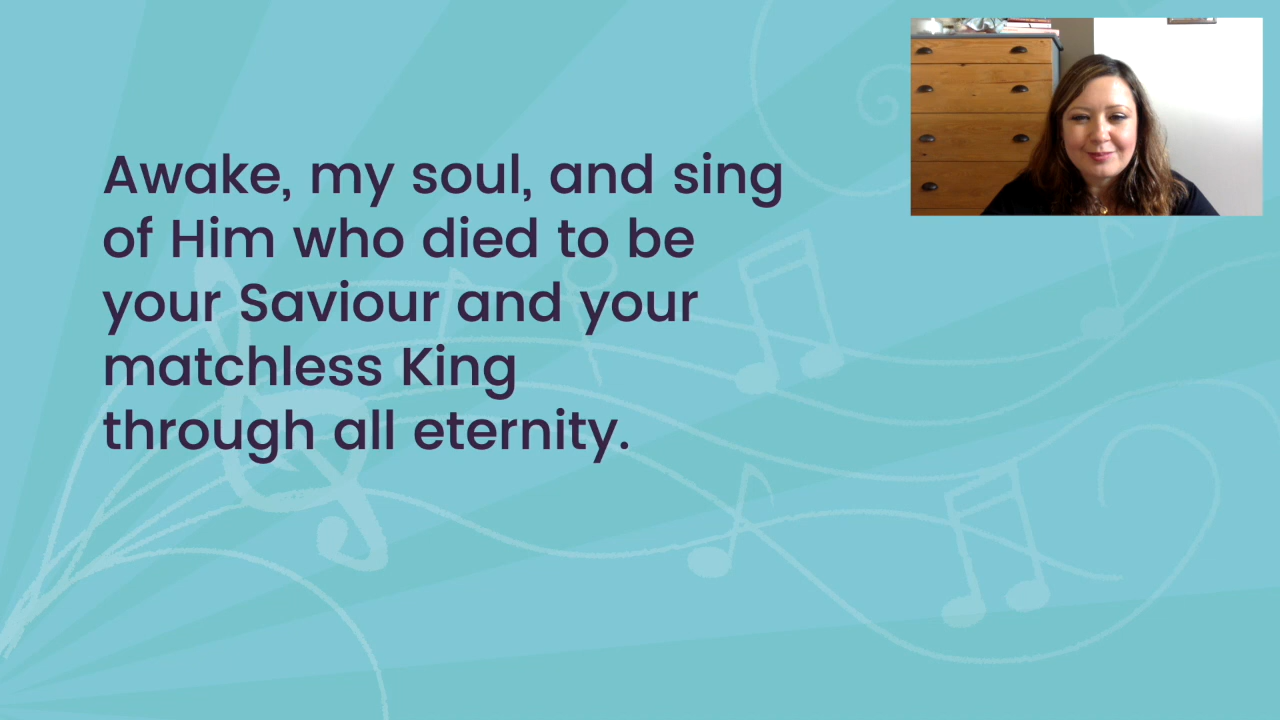 Awake, my soul, and sing
of Him who died to be
your Saviour and your
matchless King
through all eternity.